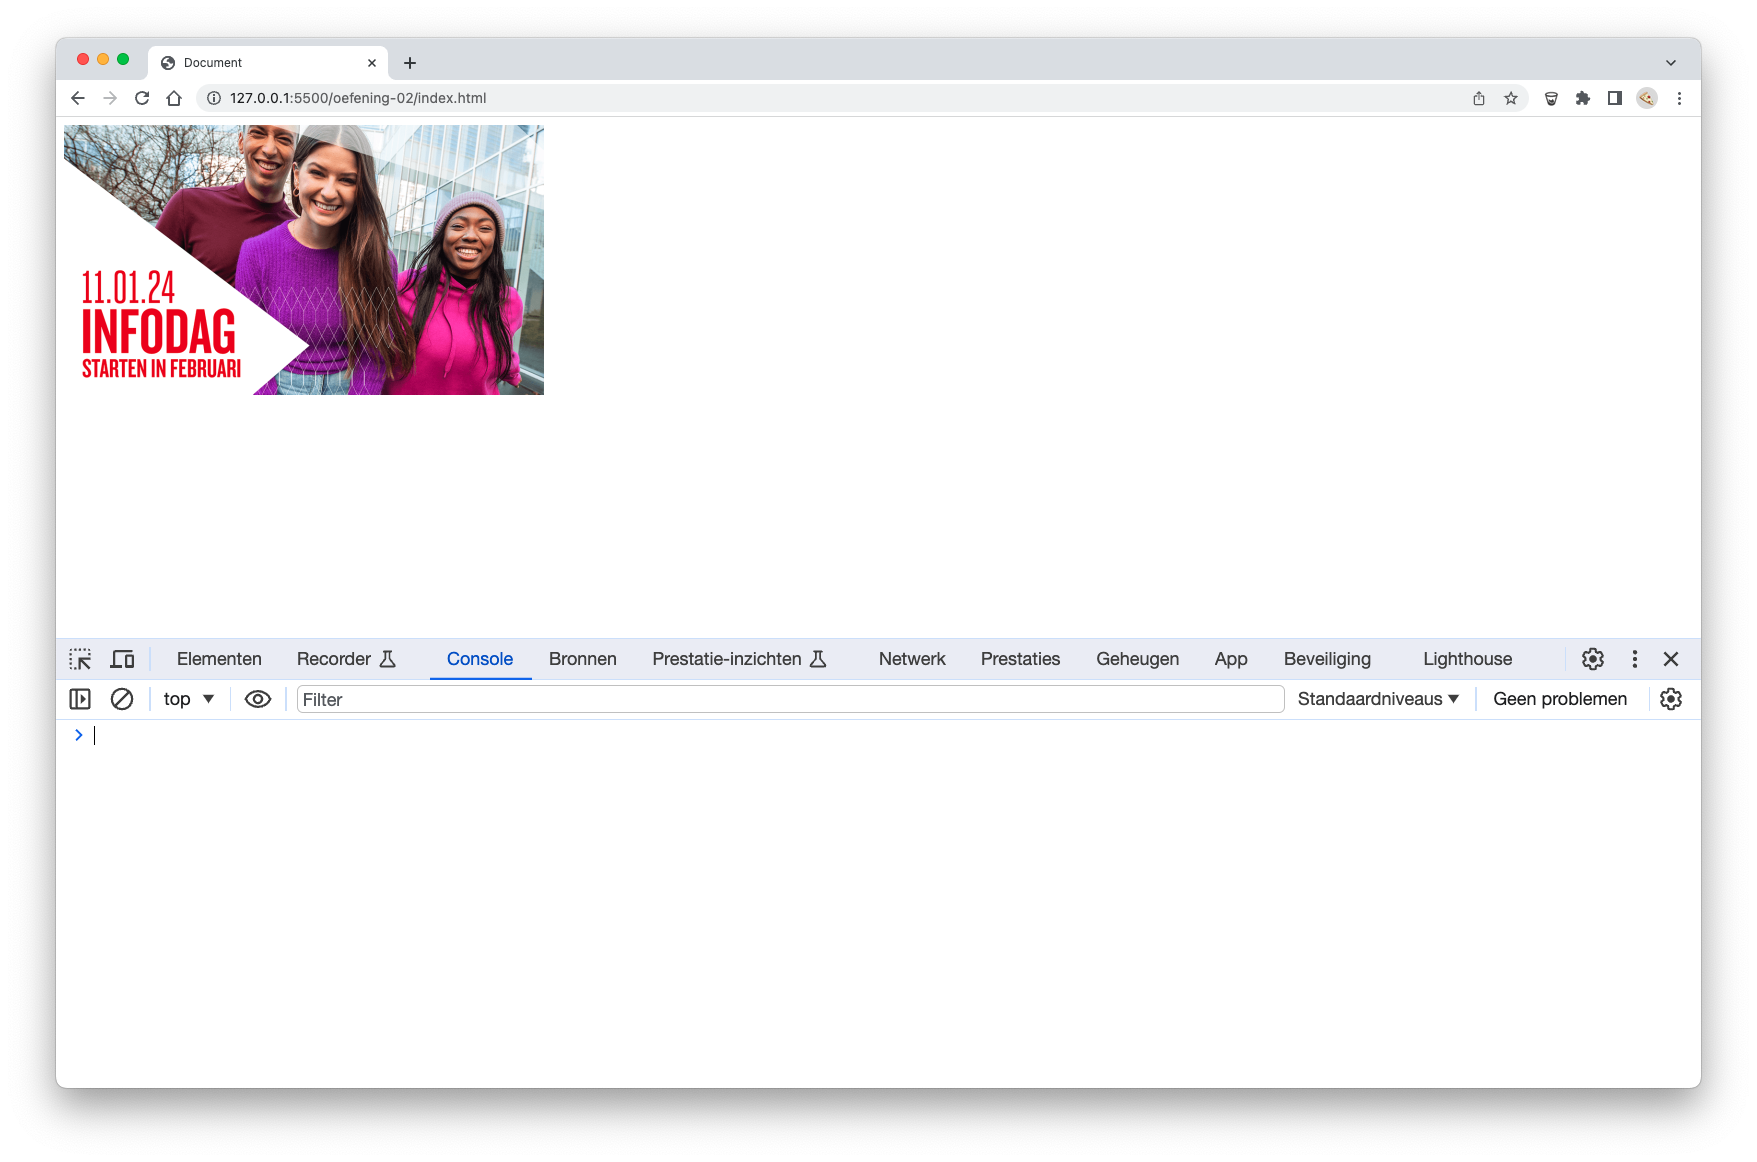 Document
127.0.0.1:5500/oefening-02/index.html
11.01.24
INFODAG
STARTEN IN FEBRUARI
Elementen Recorder Console Bronnen Prestatie-inzichten Netwerk Prestaties Geheugen App Beveiliging Lighthouse
top Filter Standaardniveaus Geen problemen